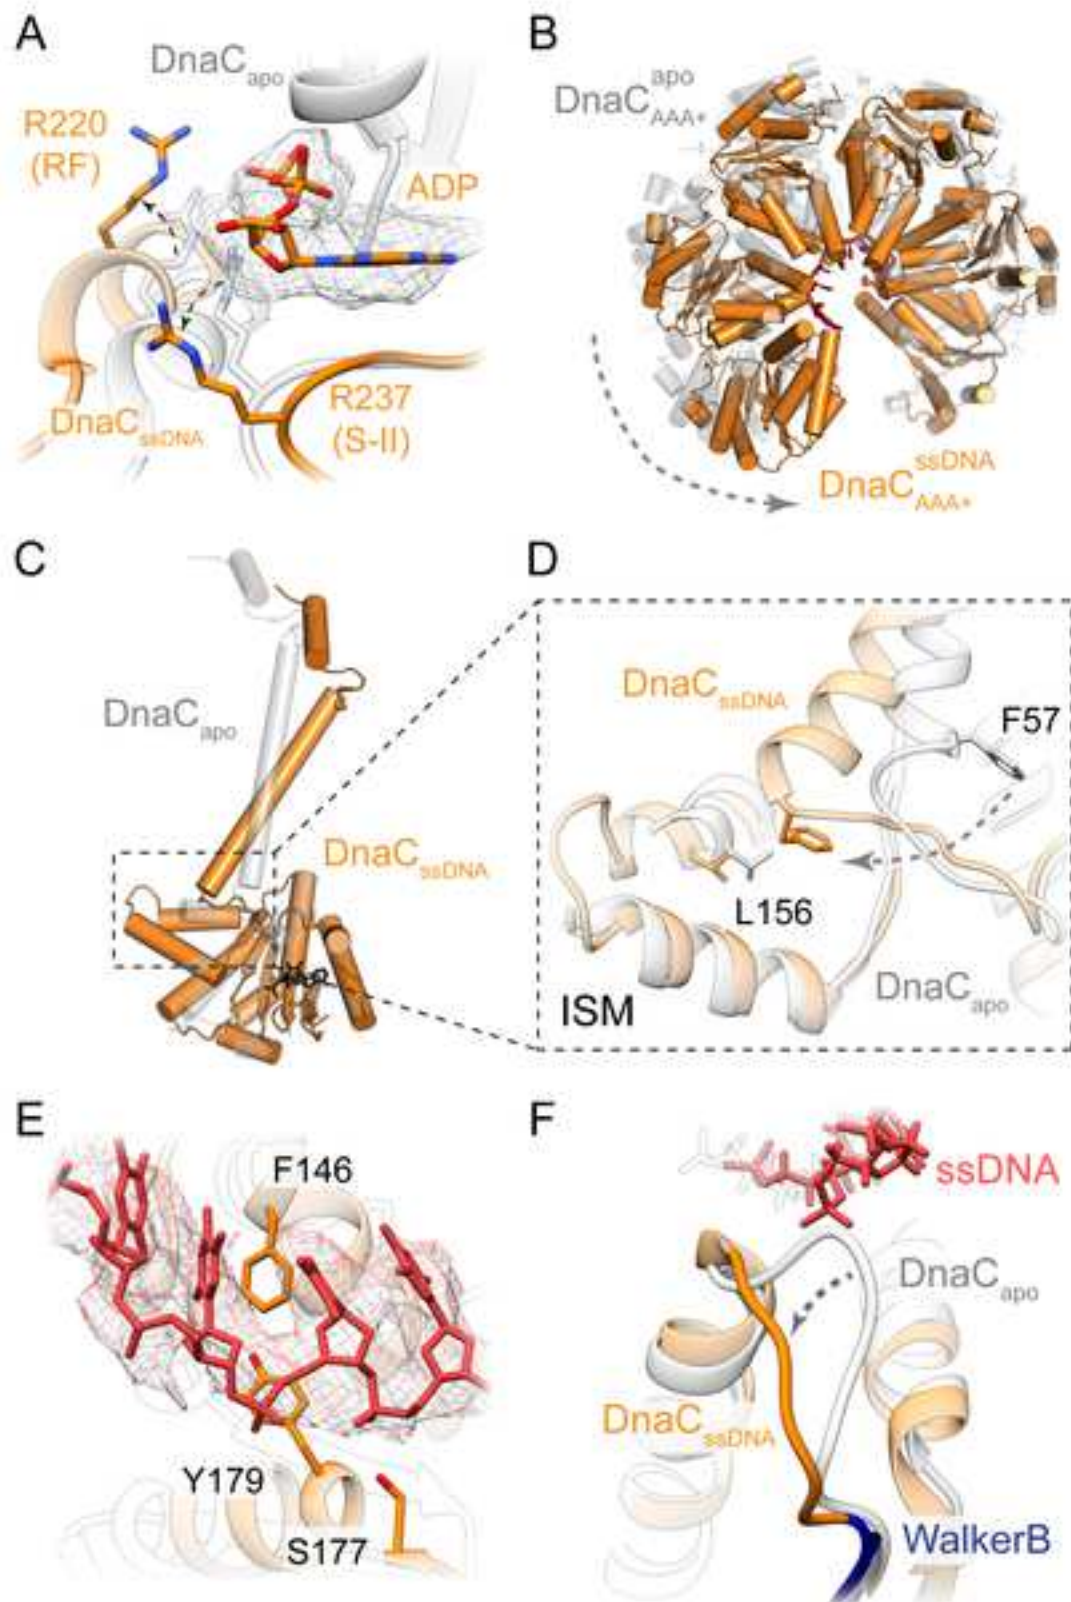 A
DnaC apo
R220
(RF)
ADP
R237
(S-II)
DnaC ssDNA
B
DnaC apo AAA+
DnaC ssDNA AAA+
C
DnaC apo
DnaC ssDNA
D
DnaC ssDNA
F57
L156
DnaC apo
ISM
E
F146
Y179
S177
F
ssDNA
DnaC apo
DnaC ssDNA
WalkerB